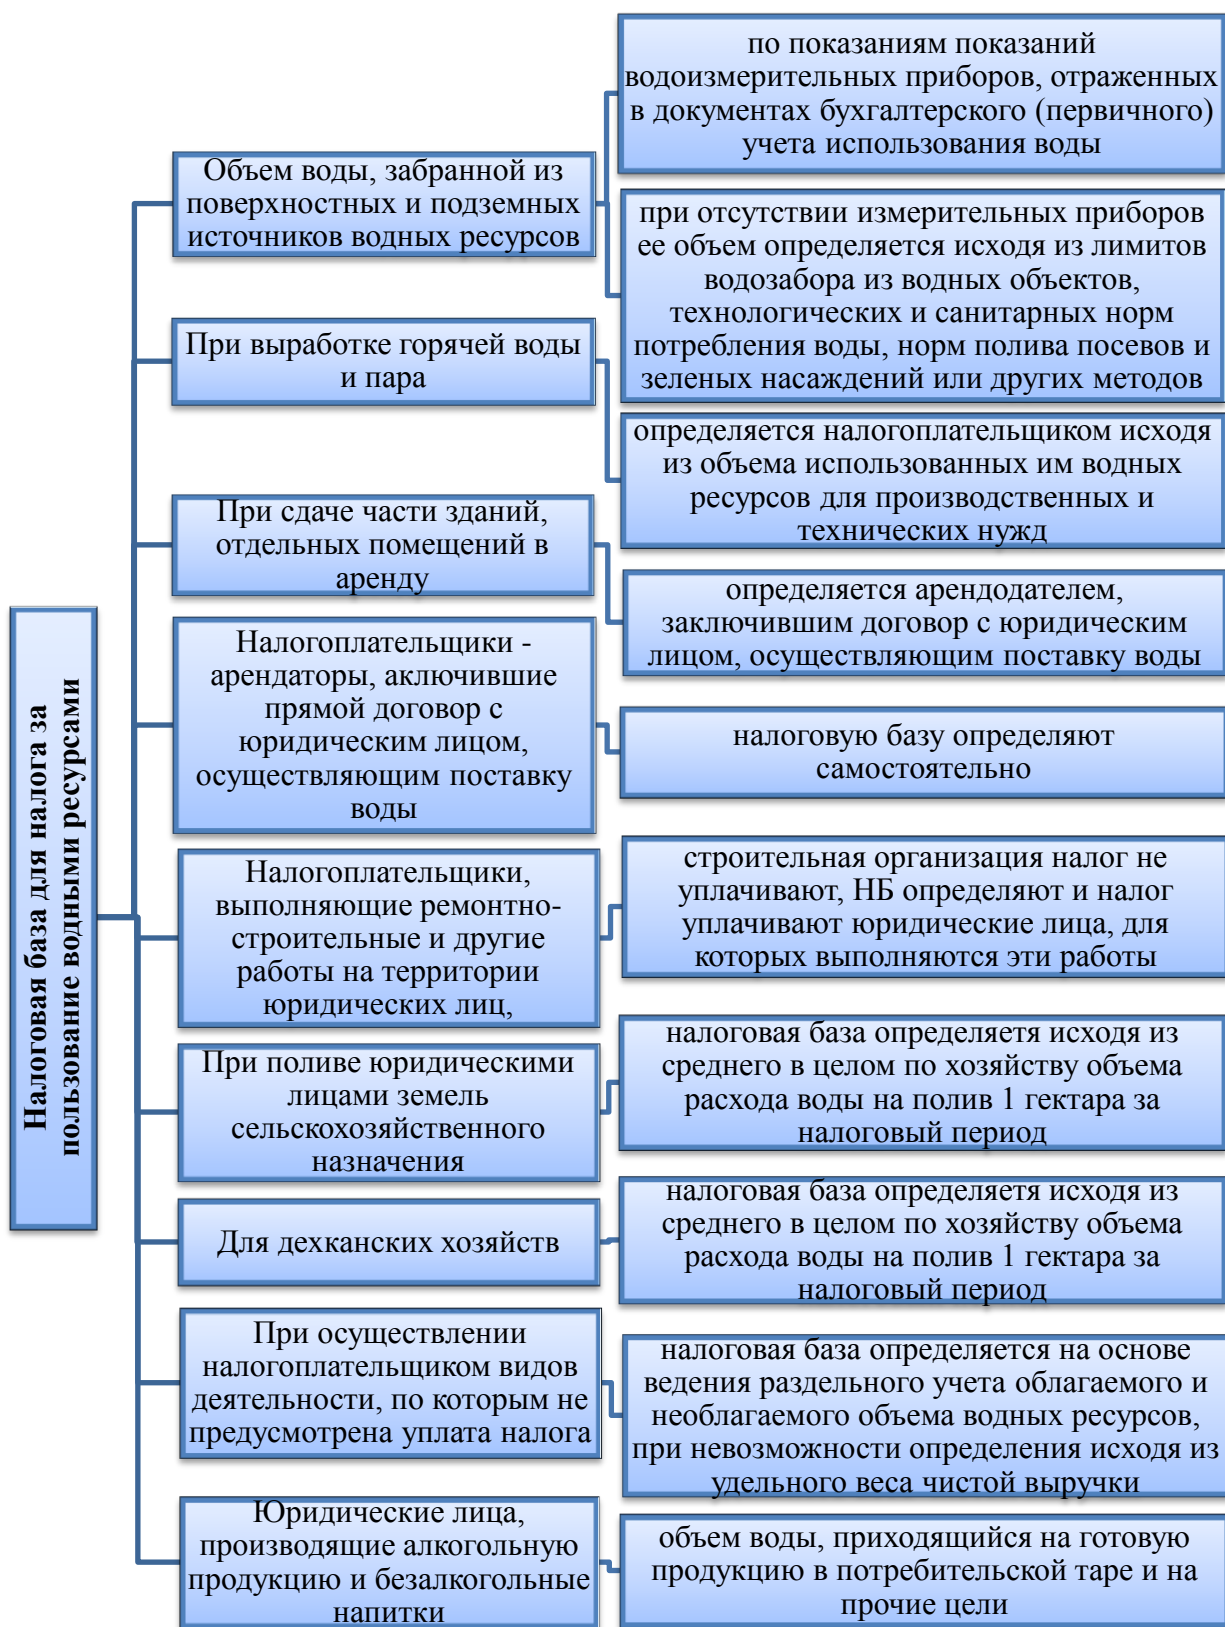 Налоговая база для налога за
пользование водными ресурсами
Объем воды, забранной из
поверхностных и подземных
источников водных ресурсов
по показаниям показаний
водоизмерительных приборов, отраженных
в документах бухгалтерского (первичного)
учета использования воды
при отсутствии измерительных приборов
ее объем определяется исходя из лимитов
водозабора из водных объектов,
технологических и санитарных норм
потребления воды, норм полива посевов и
зеленых насаждений или других методов
При выработке горячей воды
и пара
определяется налогоплательщиком исходя
из объема использованных им водных
ресурсов для производственных и
технических нужд
При сдаче части зданий,
отдельных помещений в
аренду
определяется арендодателем,
заключившим договор с юридическим
лицом, осуществляющим поставку воды
Налогоплательщики -
арендаторы, аключившие
прямой договор с
юридическим лицом,
осуществляющим поставку
воды
налоговую базу определяют
самостоятельно
Налогоплательщики,
выполняющие ремонтно-
строительные и другие
работы на территории
юридических лиц,
строительная организация налог не
уплачивают, НБ определяют и налог
уплачивают юридические лица, для
которых выполняются эти работы
При поливе юридическими
лицами земель
сельскохозяйственного
назначения
налоговая база определяетя исходя из
среднего в целом по хозяйству объема
расхода воды на полив 1 гектара за
налоговый период
Для дехканских хозяйств
налоговая база определяетя исходя из
среднего в целом по хозяйству объема
расхода воды на полив 1 гектара за
налоговый период
При осуществлении
налогоплательщиком видов
деятельности, по которым не
предусмотрена уплата налога
налоговая база определяется на основе
ведения раздельного учета облагаемого и
необлагаемого объема водных ресурсов,
при невозможности определения исходя из
удельного веса чистой выручки
Юридические лица,
производящие алкогольную
продукцию и безалкогольные
напитки
объем воды, приходящийся на готовую
продукцию в потребительской таре и на
прочие цели